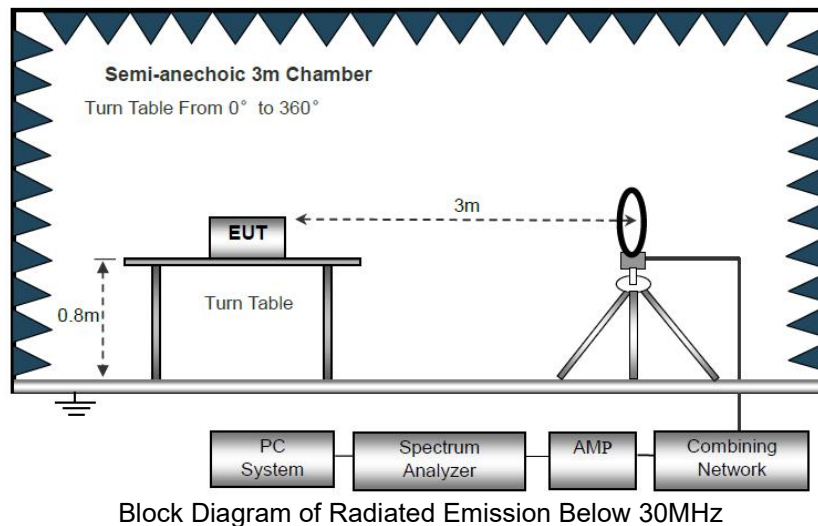 Semi-anechoic 3m Chamber
Turn Table From 0° to 360°
3m
EUT
0.8m
Turn Table
PC
System
Spectrum
Analyzer
AMP
Combining
Network
Block Diagram of Radiated Emission Below 30MHz